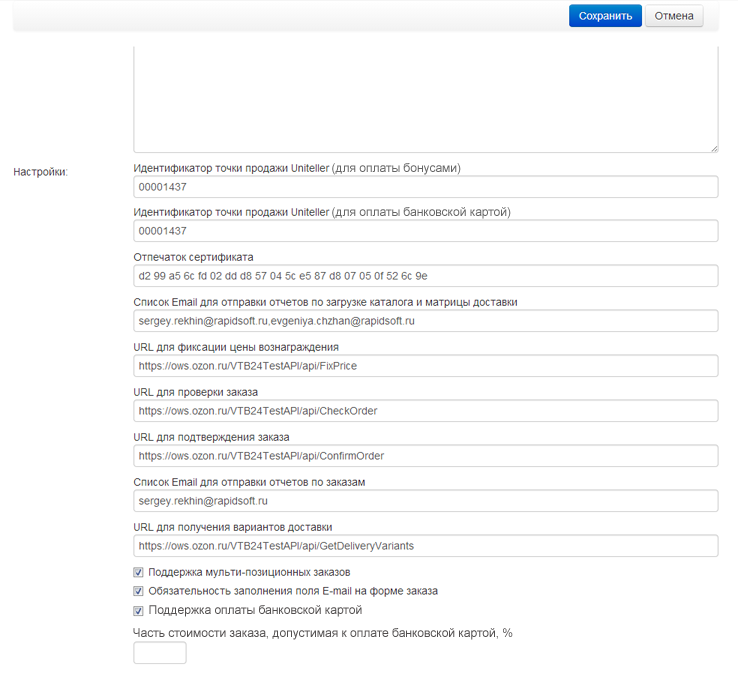 Сохранить Отмена
Настройки:
Идентификатор точки продажи Uniteller (для оплаты бонусами)
00001437
Идентификатор точки продажи Uniteller (для оплаты банковской картой)
00001437
Отпечаток сертификата
d2 99 a5 6c fd 02 dd d8 57 04 5c e5 87 d8 07 05 0f 52 6c 9e
Список Email для отправки отчетов по загрузке каталога и матрицы доставки
sergey.rekhin@rapidsoft.ru,evgeniya.chzhan@rapidsoft.ru
URL для фиксации цены вознаграждения
https://ows.ozon.ru/VTB24TestAPI/api/FixPrice
URL для проверки заказа
https://ows.ozon.ru/VTB24TestAPI/api/CheckOrder
URL для подтверждения заказа
https://ows.ozon.ru/VTB24TestAPI/api/ConfirmOrder
Список Email для отправки отчетов по заказам
sergey.rekhin@rapidsoft.ru
URL для получения вариантов доставки
https://ows.ozon.ru/VTB24TestAPI/api/GetDeliveryVariants
Поддержка мульти-позиционных заказов
Обязательность заполнения поля E-mail на форме заказа
Поддержка оплаты банковской картой
Часть стоимости заказа, допустимая к оплате банковской картой, %